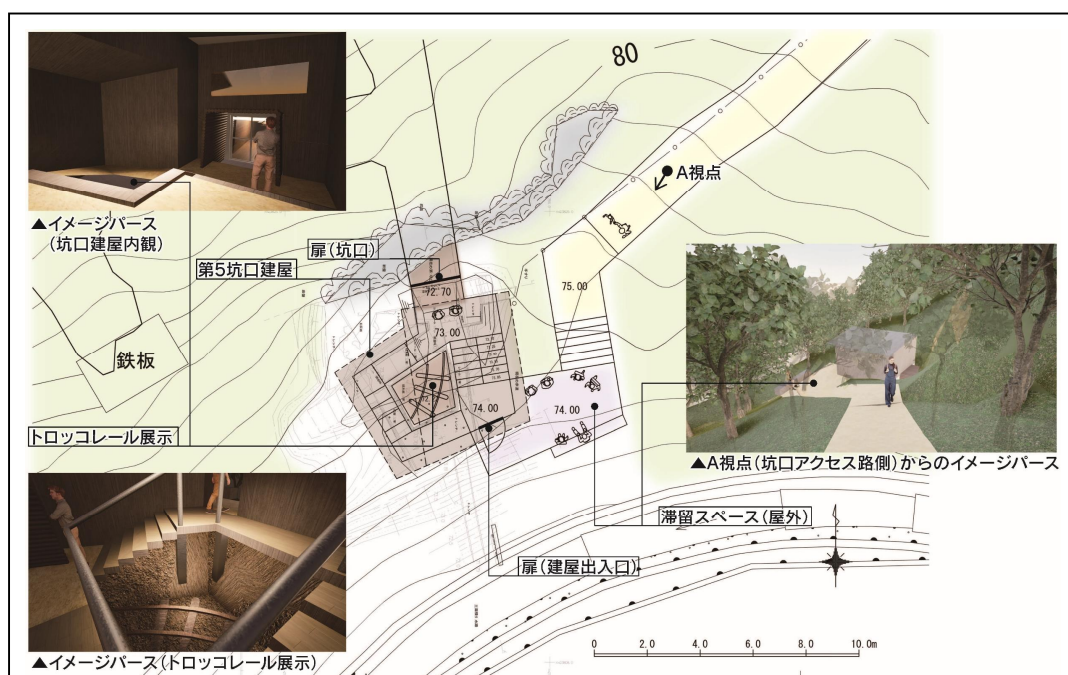 ▲イメージパース
(坑口建屋内観)
80
A視点
扉(坑口)
第5坑口建屋
72.70
73.00
75.00
鉄板
トロッコレール展示
74.00
74.00
▲A視点(坑口アクセス路側)からのイメージパース
滞留スペース(屋外)
扉(建屋出入口)
▲イメージパース(トロッコレール展示)
0 2.0 4.0 6.0 8.0 10.0m